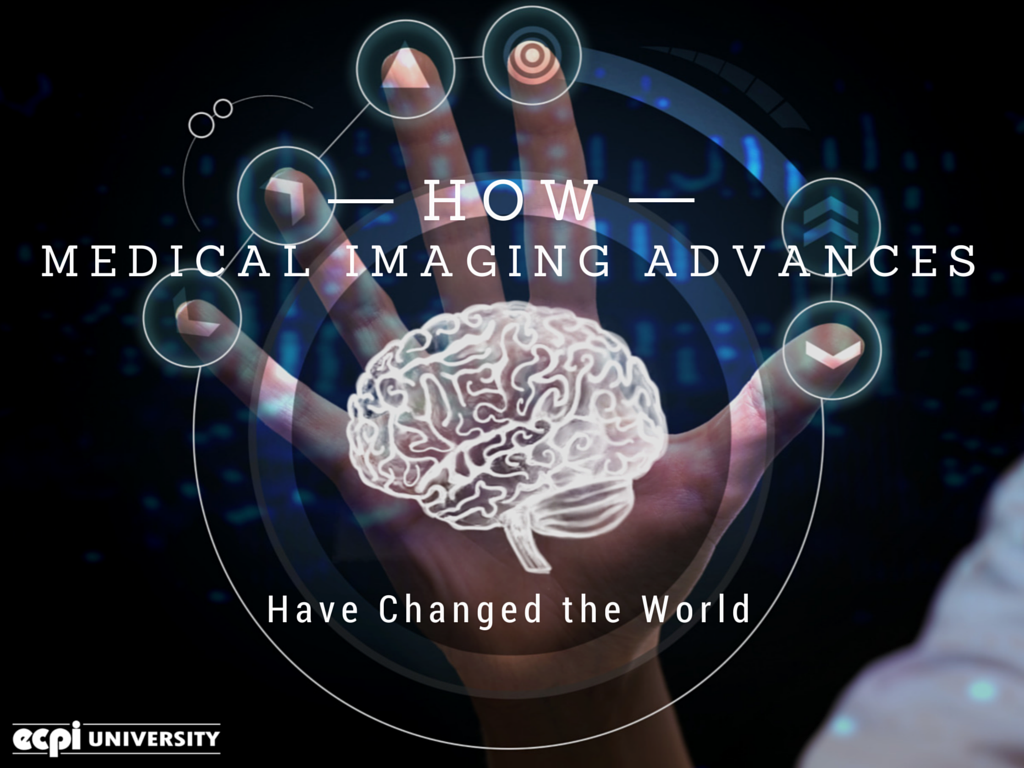 HOW
MEDICAL IMAGING ADVANCES
Have Changed the World
ecpi UNIVERSITY